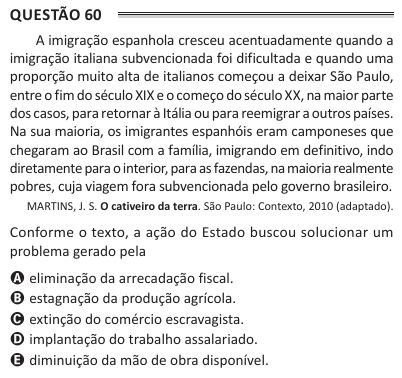 QUESTÃO 60
A imigração espanhola cresceu acentuadamente quando a
imigração italiana subvencionada foi dificultada e quando uma
proporção muito alta de italianos começou a deixar São Paulo,
entre o fim do século XIX e o começo do século XX, na maior parte
dos casos, para retornar à Itália ou para reemigrar a outros países.
Na sua maioria, os imigrantes espanhóis eram camponeses que
chegaram ao Brasil com a família, imigrando em definitivo, indo
diretamente para o interior, para as fazendas, na maioria realmente
pobres, cuja viagem fora subvencionada pelo governo brasileiro.
MARTINS, J. S. O cativeiro da terra. São Paulo: Contexto, 2010 (adaptado).
Conforme o texto, a ação do Estado buscou solucionar um
problema gerado pela
A eliminação da arrecadação fiscal.
B estagnação da produção agrícola.
C extinção do comércio escravagista.
D implantação do trabalho assalariado.
E diminuição da mão de obra disponível.